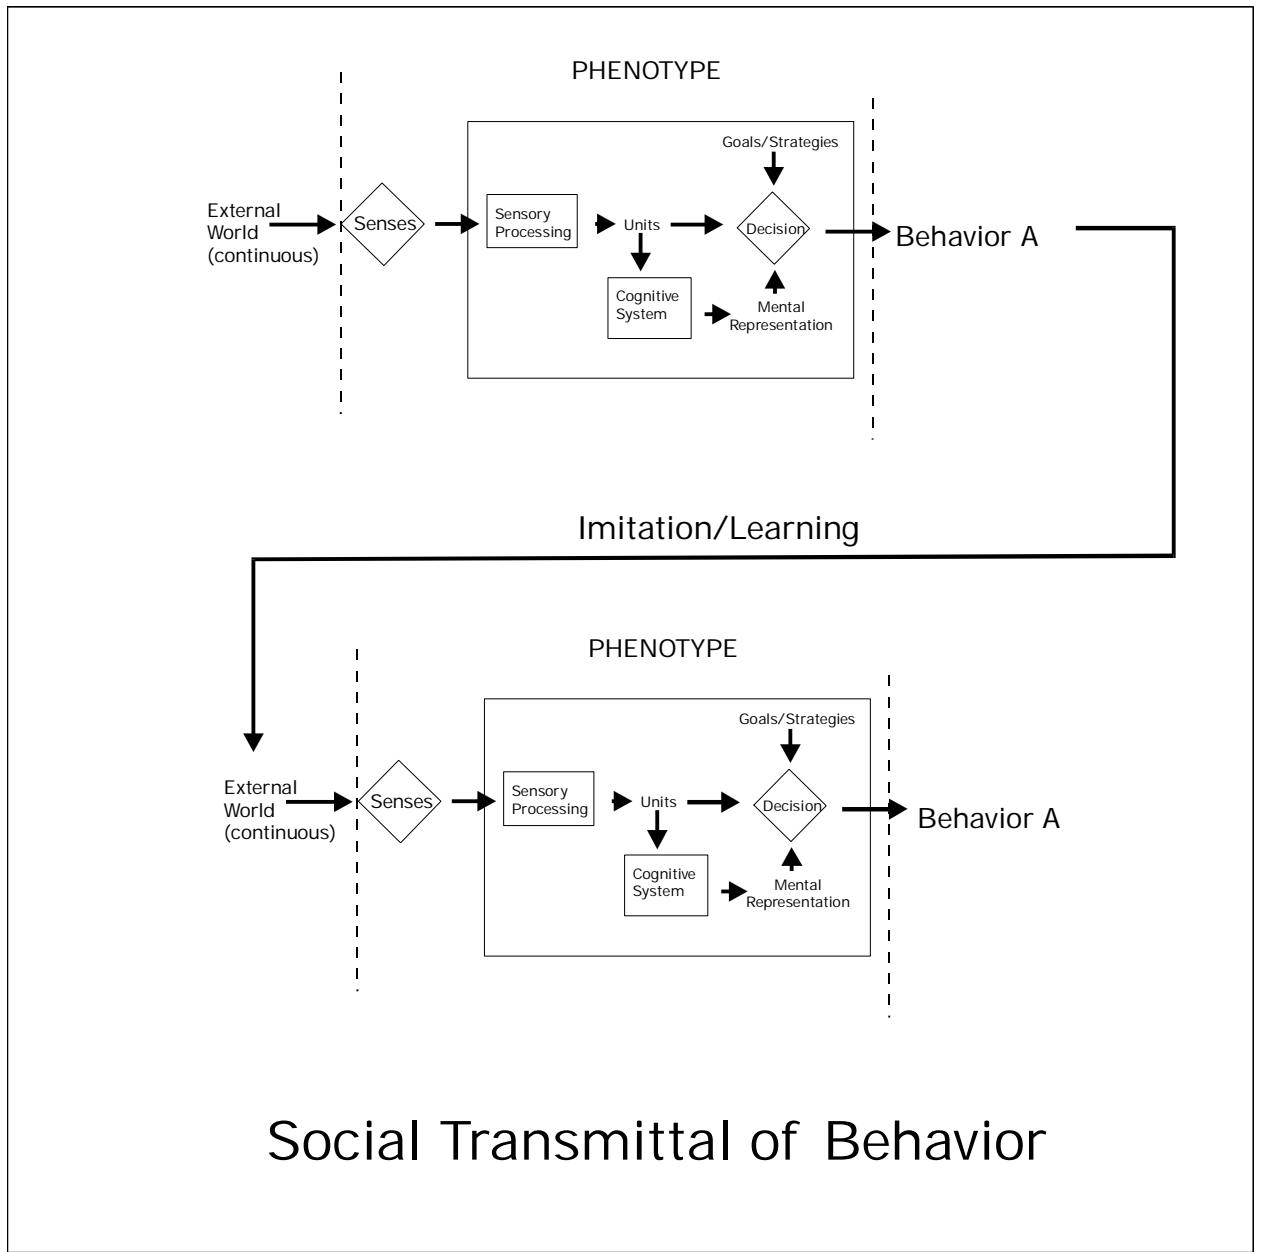 PHENOTYPE
Goals/Strategies
External
World
(continuous)
Senses
Sensory
Processing
Units
Decision
Behavior A
Cognitive
System
Mental
Representation
Imitation/Learning
PHENOTYPE
Goals/Strategies
External
World
(continuous)
Senses
Sensory
Processing
Units
Decision
Behavior A
Cognitive
System
Mental
Representation
Social Transmittal of Behavior